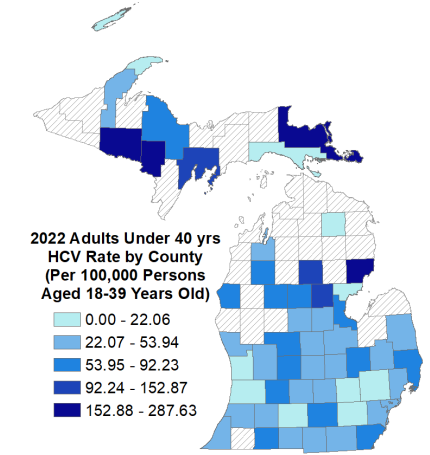 2022 Adults Under 40 yrs
HCV Rate by County
(Per 100,000 Persons
Aged 18-39 Years Old)
0.00 - 22.06
22.07 - 53.94
53.95 - 92.23
92.24 - 152.87
152.88 - 287.63